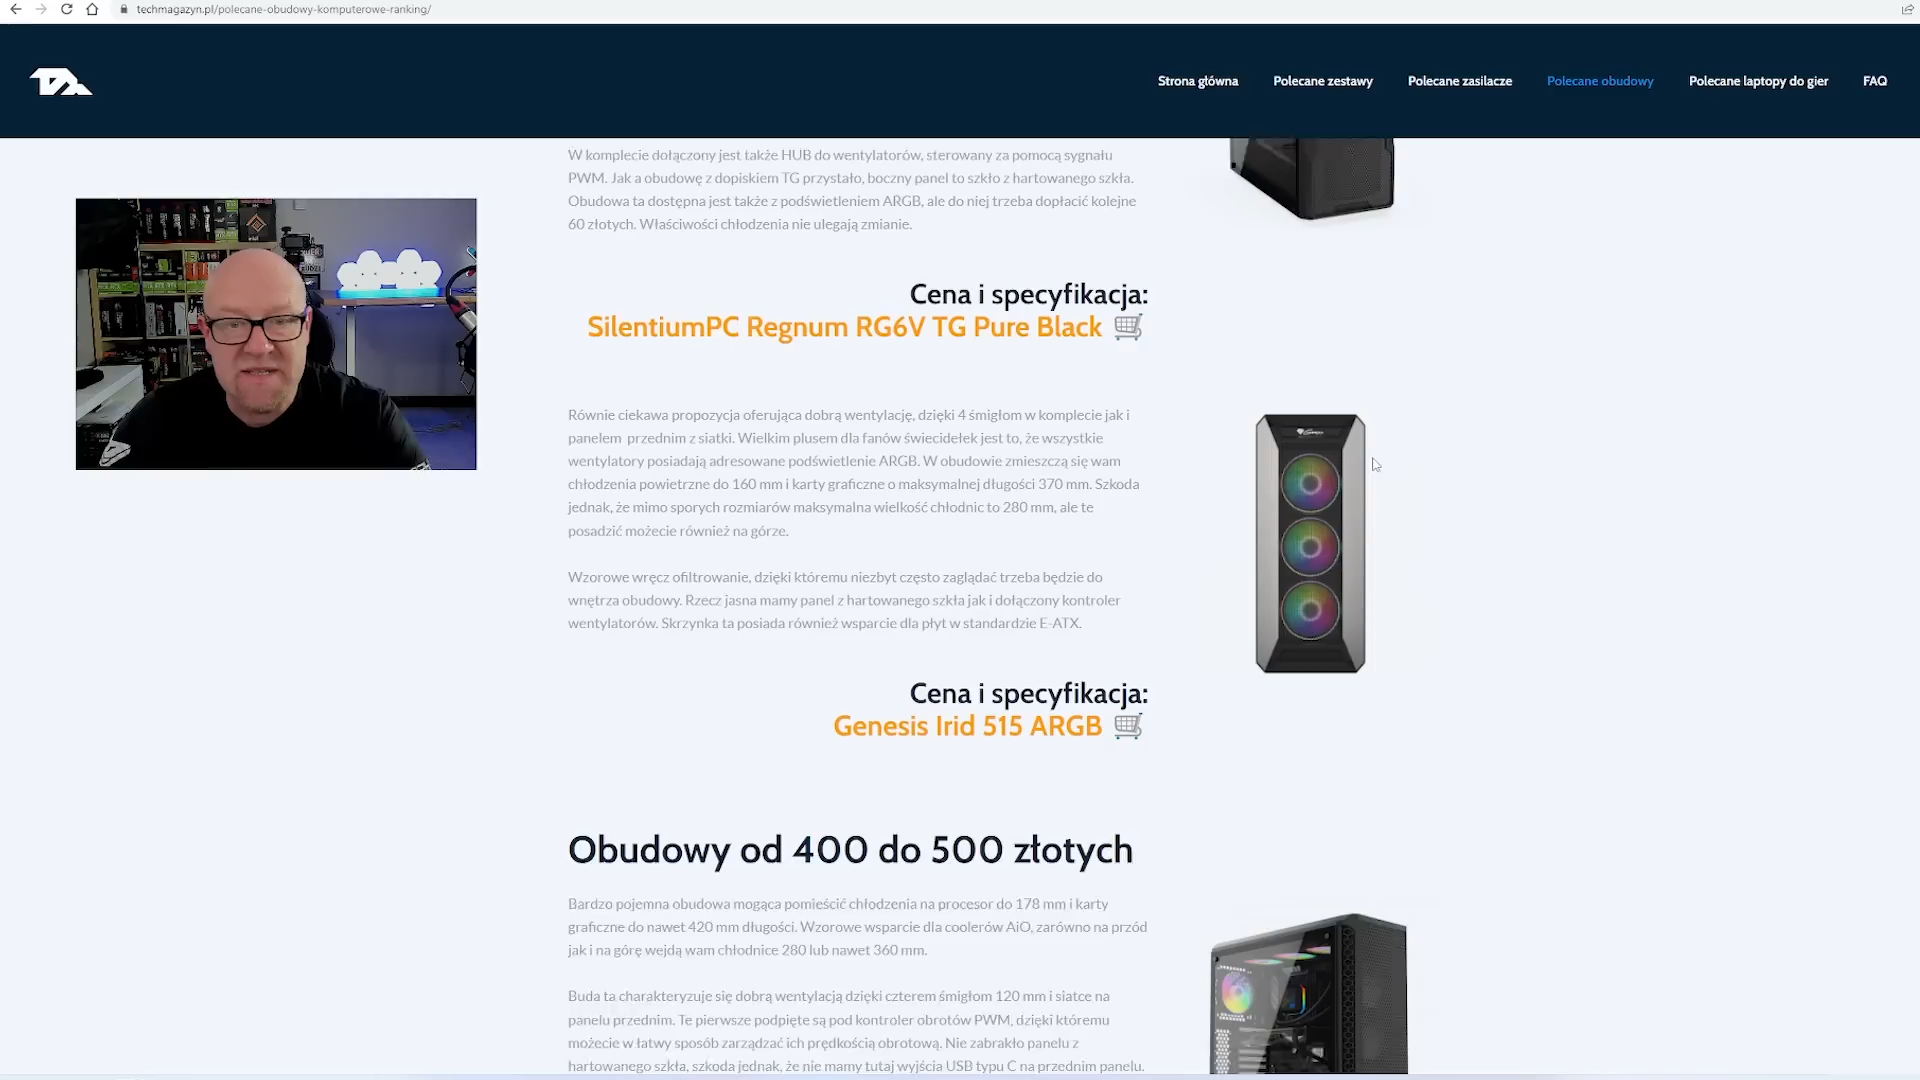 techmagazyn.pl/polecane-obudowy-komputerowe-ranking/
Strona główna
Polecane zestawy
Polecane zasilacze
Polecane obudowy
Polecane laptopy do gier
FAQ
W komplecie dołączony jest także HUB do wentylatorów, sterowany za pomocą sygnału
PWM. Jak a obudowę z dopiskiem TG przystało, boczny panel to szkło z hartowanego szkła.
Obudowa ta dostępna jest także z podświetleniem ARGB, ale do niej trzeba dopłacić kolejne
60 złotych. Właściwości chłodzenia nie ulegają zmianie.
Cena i specyfikacja:
SilentiumPC Regnum RG6V TG Pure Black
Równie ciekawa propozycja oferująca dobrą wentylację, dzięki 4 śmigłom w komplecie jak i
panelem przednim z siatki. Wielkim plusem dla fanów świecidełek jest to, że wszystkie
wentylatory posiadają adresowane podświetlenie ARGB. W obudowie zmieszczą się wam
chłodzenia powietrzne do 160 mm i karty graficzne o maksymalnej długości 370 mm. Szkoda
jednak, że mimo sporych rozmiarów maksymalna wielkość chłodnic to 280 mm, ale te
posadzić możecie również na górze.
Wzorowe wręcz ofiltrowanie, dzięki któremu niezbyt często zaglądać trzeba będzie do
wnętrza obudowy. Rzecz jasna mamy panel z hartowanego szkła jak i dołączony kontroler
wentylatorów. Skrzynka ta posiada również wsparcie dla płyt w standardzie E-ATX.
Cena i specyfikacja:
Genesis Irid 515 ARGB
Obudowy od 400 do 500 złotych
Bardzo pojemna obudowa mogąca pomieścić chłodzenia na procesor do 178 mm i karty
graficzne do nawet 420 mm długości. Wzorowe wsparcie dla coolerów AiO, zarówno na przód
jak i na górę wejdą wam chłodnice 280 lub nawet 360 mm.
Buda ta charakteryzuje się dobrą wentylacją dzięki czterem śmigłom 120 mm i siatce na
panelu przednim. Te pierwsze podpięte są pod kontroler obrotów PWM, dzięki któremu
możecie w łatwy sposób zarządzać ich prędkością obrotową. Nie zabrakło panelu z
hartowanego szkła, szkoda jednak, że nie mamy tutaj wyjścia USB typu C na przednim panelu.